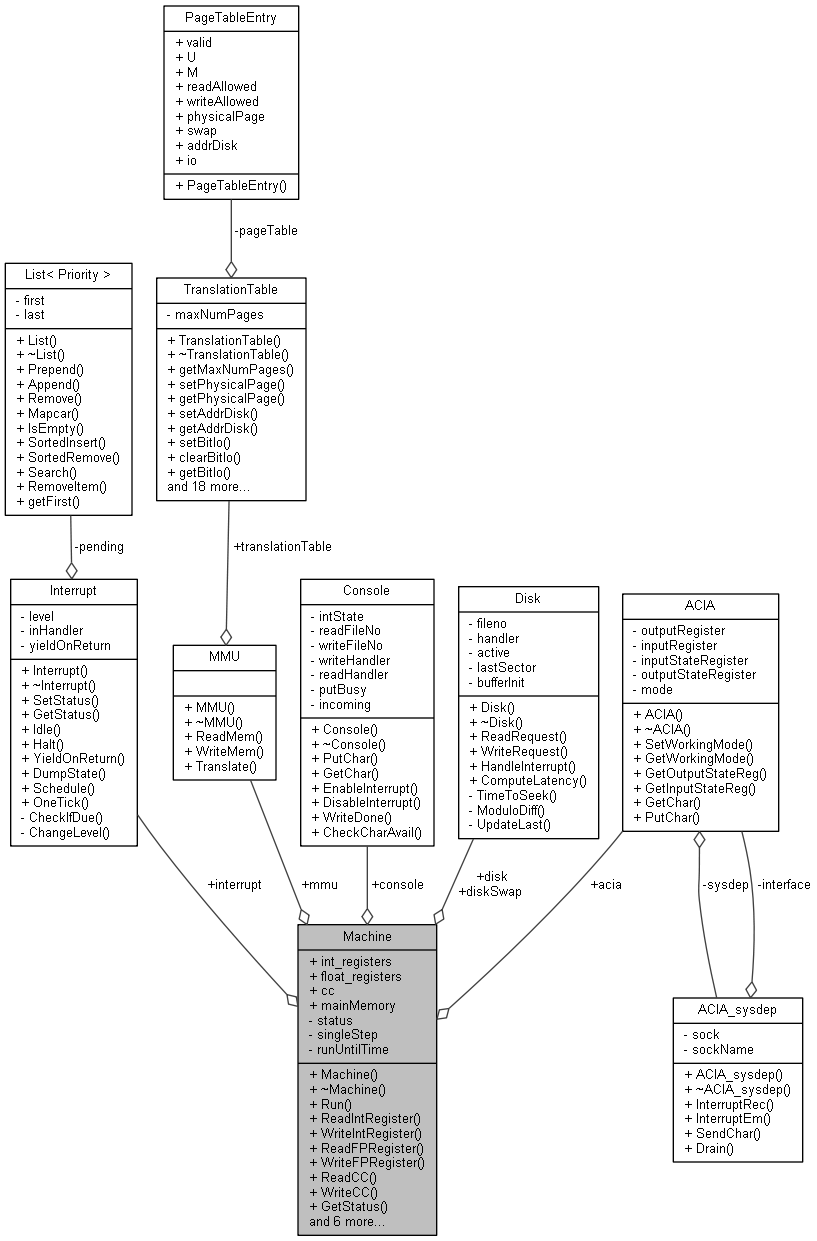 PageTableEntry
+ valid
+ U
+ M
+ readAllowed
+ writeAllowed
+ physicalPage
+ swap
+ addrDisk
+ io
+ PageTableEntry()
-pageTable
List< Priority >
- first
- last
+ List()
+ ~List()
+ Prepend()
+ Append()
+ Remove()
+ Mapcar()
+ IsEmpty()
+ SortedInsert()
+ SortedRemove()
+ Search()
+ RemoveItem()
+ getFirst()
TranslationTable
- maxNumPages
+ TranslationTable()
+ ~TranslationTable()
+ getMaxNumPages()
+ setPhysicalPage()
+ getPhysicalPage()
+ setAddrDisk()
+ getAddrDisk()
+ setBitIo()
+ clearBitIo()
+ getBitIo()
and 18 more...
-pending
+translationTable
Interrupt
- level
- inHandler
- yieldOnReturn
+ Interrupt()
+ ~Interrupt()
+ SetStatus()
+ GetStatus()
+ Idle()
+ Halt()
+ YieldOnReturn()
+ DumpState()
+ Schedule()
+ OneTick()
- CheckIfDue()
- ChangeLevel()
MMU
+ MMU()
+ ~MMU()
+ ReadMem()
+ WriteMem()
+ Translate()
Console
- intState
- readFileNo
- writeFileNo
- writeHandler
- readHandler
- putBusy
- incoming
+ Console()
+ ~Console()
+ PutChar()
+ GetChar()
+ EnableInterrupt()
+ DisableInterrupt()
+ WriteDone()
+ CheckCharAvail()
Disk
- fileno
- handler
- active
- lastSector
- bufferInit
+ Disk()
+ ~Disk()
+ ReadRequest()
+ WriteRequest()
+ HandleInterrupt()
+ ComputeLatency()
- TimeToSeek()
- ModuloDiff()
- UpdateLast()
ACIA
- outputRegister
- inputRegister
- inputStateRegister
- outputStateRegister
- mode
+ ACIA()
+ ~ACIA()
+ SetWorkingMode()
+ GetWorkingMode()
+ GetOutputStateReg()
+ GetInputStateReg()
+ GetChar()
+ PutChar()
+interrupt
+mmu
+console
+disk
+diskSwap
+acia
-sysdep
-interface
Machine
+ int_registers
+ float_registers
+ cc
+ mainMemory
- status
- singleStep
- runUntilTime
+ Machine()
+ ~Machine()
+ Run()
+ ReadIntRegister()
+ WriteIntRegister()
+ ReadFPRegister()
+ WriteFPRegister()
+ ReadCC()
+ WriteCC()
+ GetStatus()
and 6 more...
ACIA_sysdep
- sock
- sockName
+ ACIA_sysdep()
+ ~ACIA_sysdep()
+ InterruptRec()
+ InterruptEm()
+ SendChar()
+ Drain()